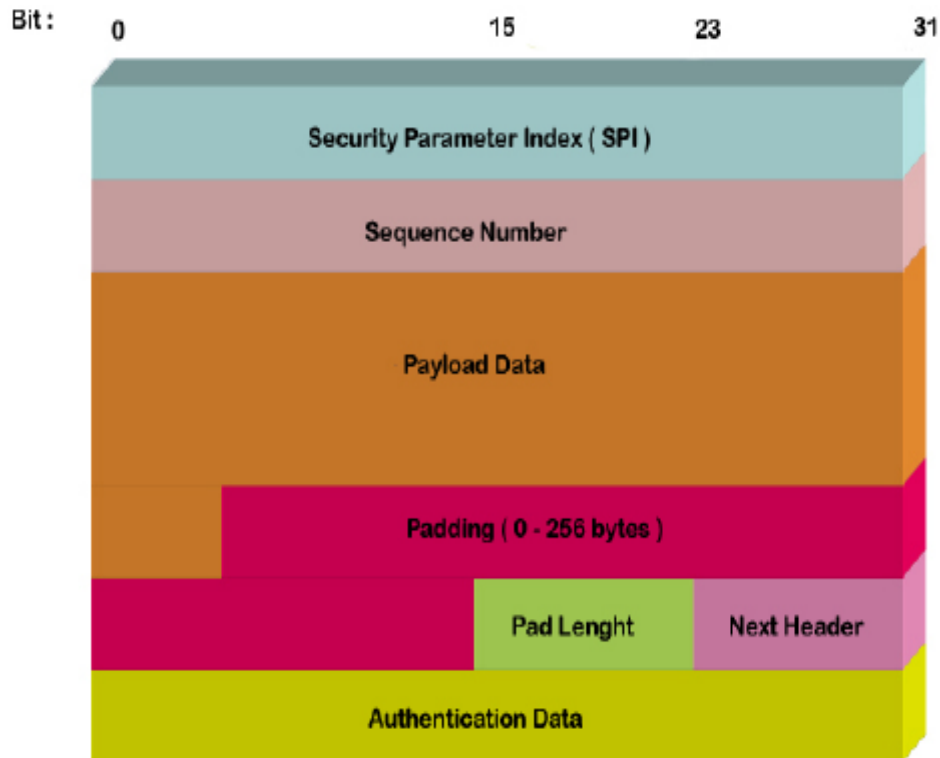 Bit : 0 15 23 31
Security Parameter Index ( SPI )
Sequence Number
Payload Data
Padding ( 0 - 256 bytes )
Pad Lenght Next Header
Authentication Data